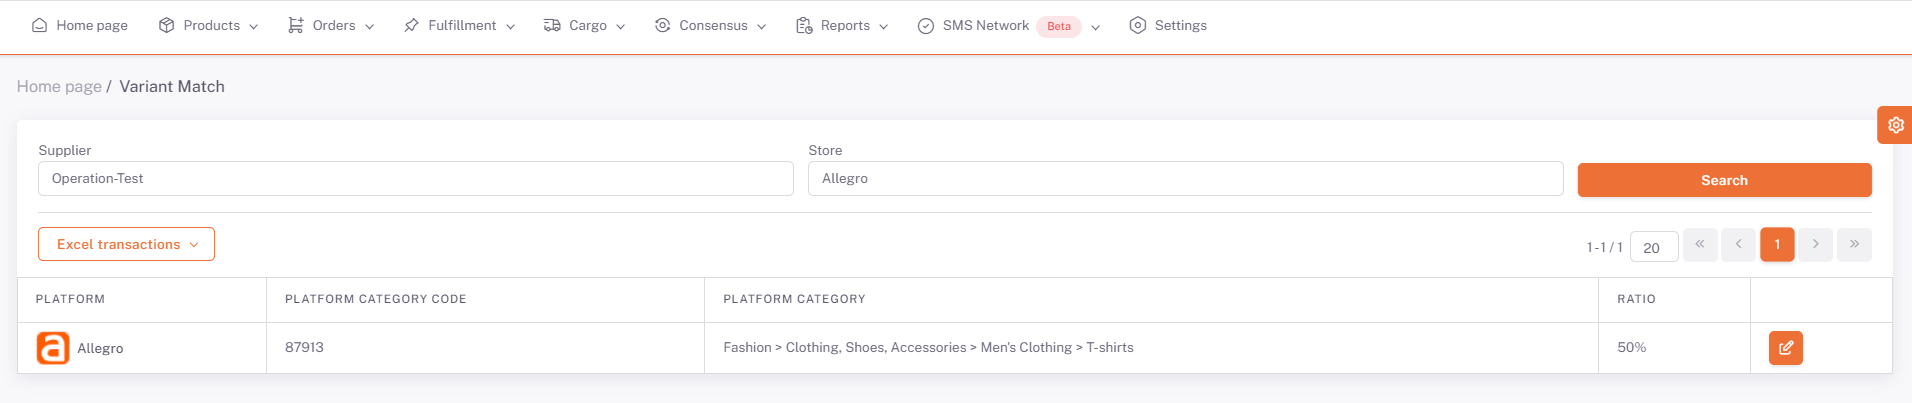 Home page Products Orders Fulfillment Cargo Consensus Reports SMS Network Beta Settings
Home page / Variant Match
Supplier Store
Operation-Test Allegro Search
Excel transactions 1 - 1 / 1 20 « < 1 > »
PLATFORM PLATFORM CATEGORY CODE PLATFORM CATEGORY RATIO
a Allegro 87913 Fashion > Clothing, Shoes, Accessories > Men's Clothing > T-shirts 50%